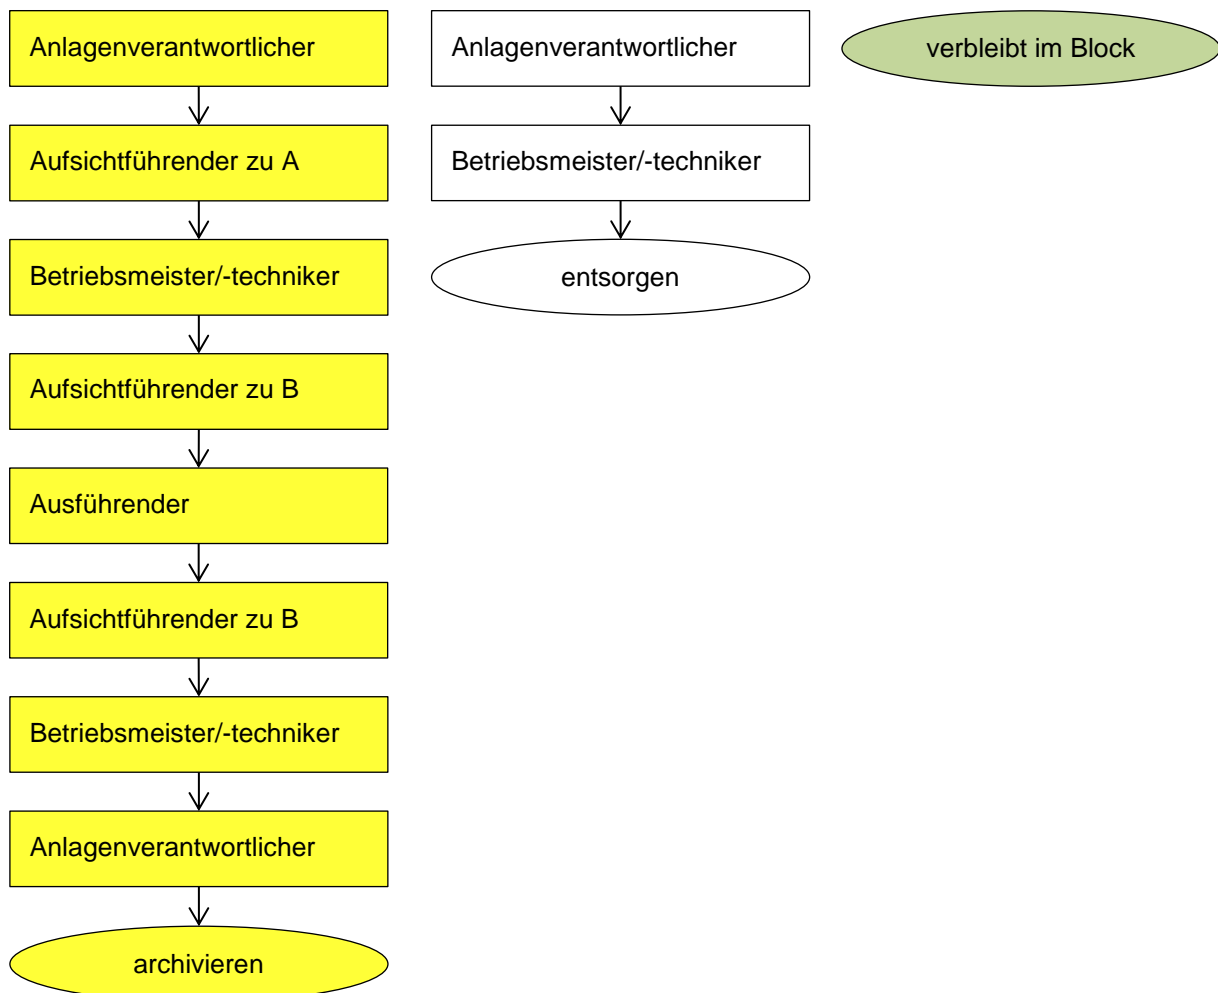 Anlagenverantwortlicher
Aufsichtführender zu A
Betriebsmeister/-techniker
Aufsichtführender zu B
Ausführender
Aufsichtführender zu B
Betriebsmeister/-techniker
Anlagenverantwortlicher
archivieren
Anlagenverantwortlicher
Betriebsmeister/-techniker
entsorgen
verbleibt im Block